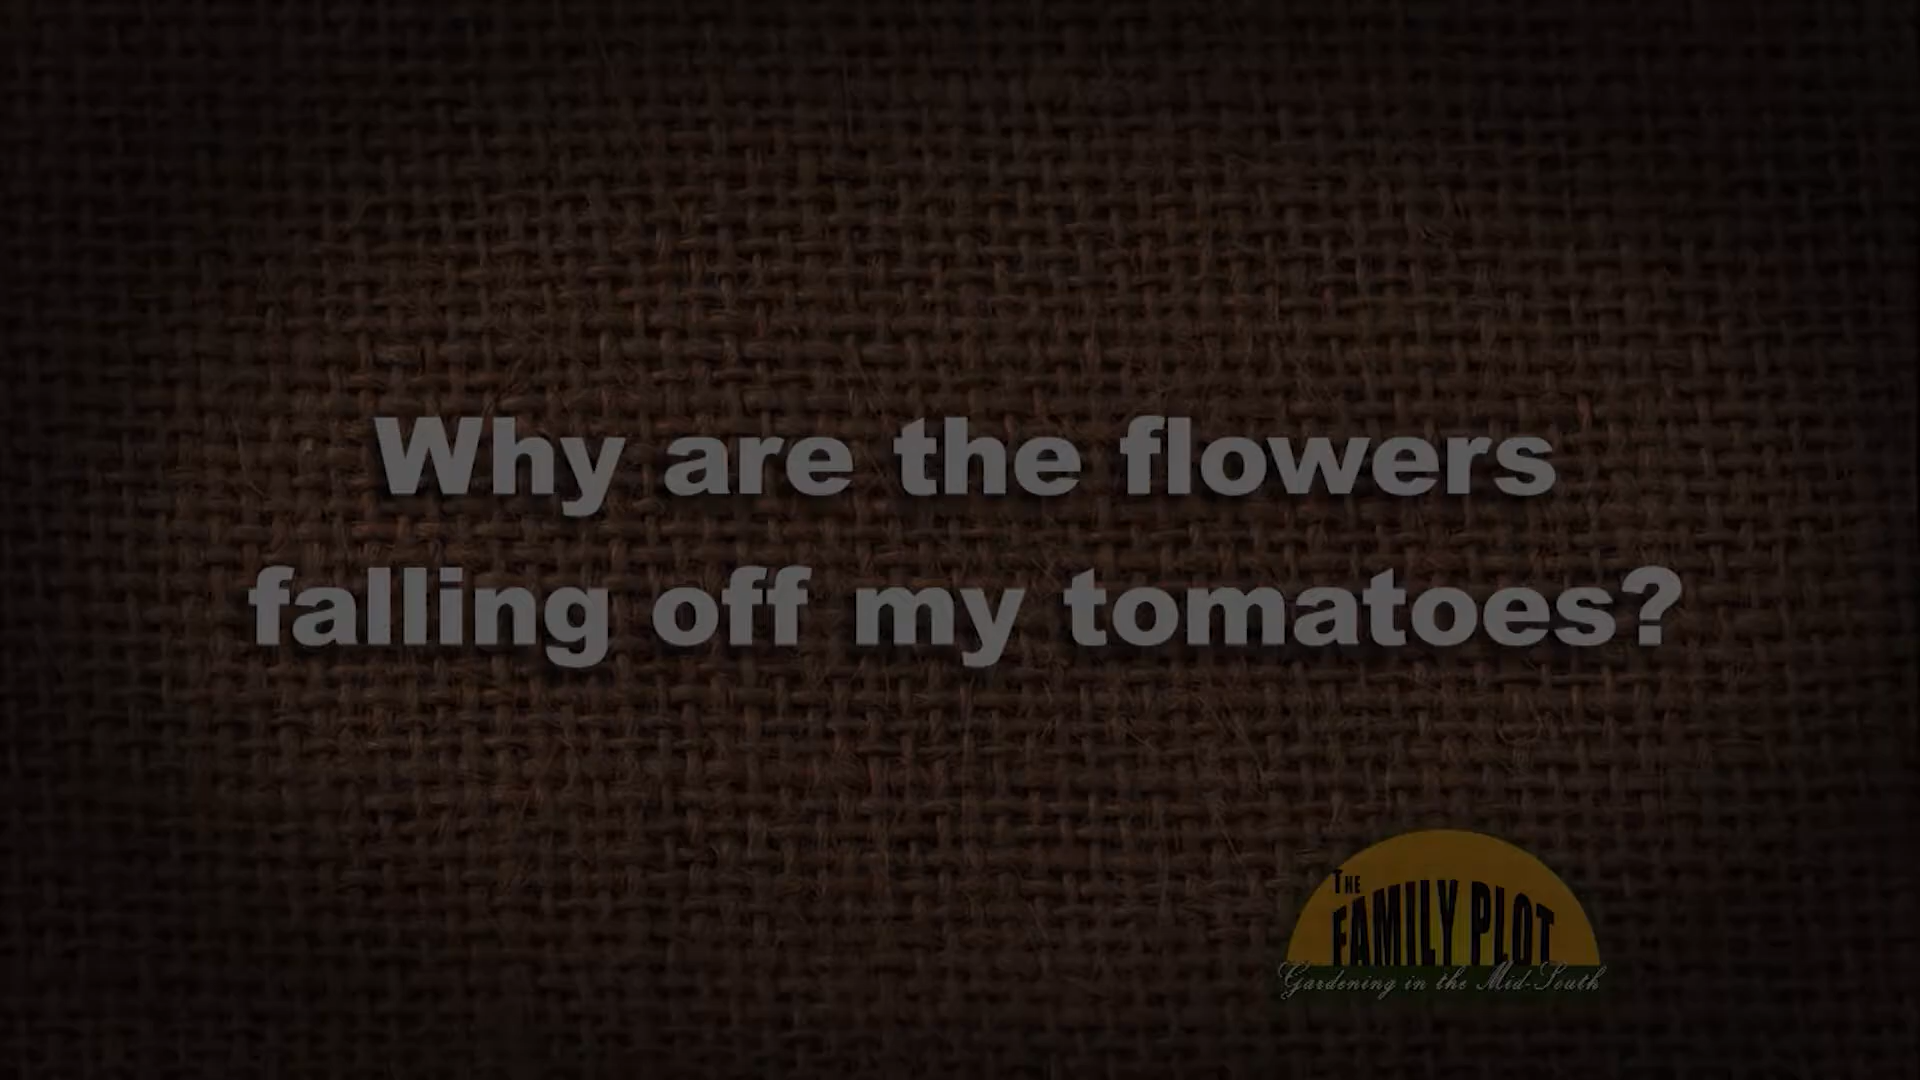 Why are the flowers
falling off my tomatoes?
THE
FAMILY PLOT
Gardening in the Mid-South